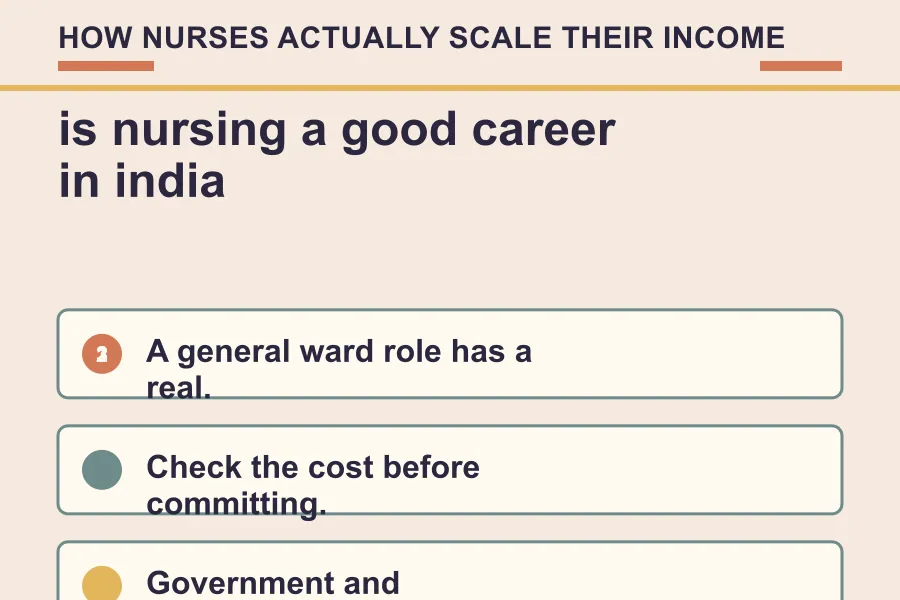 HOW NURSES ACTUALLY SCALE THEIR INCOME
is nursing a good career
in india
A general ward role has a
real.
Check the cost before
committing.
Government and